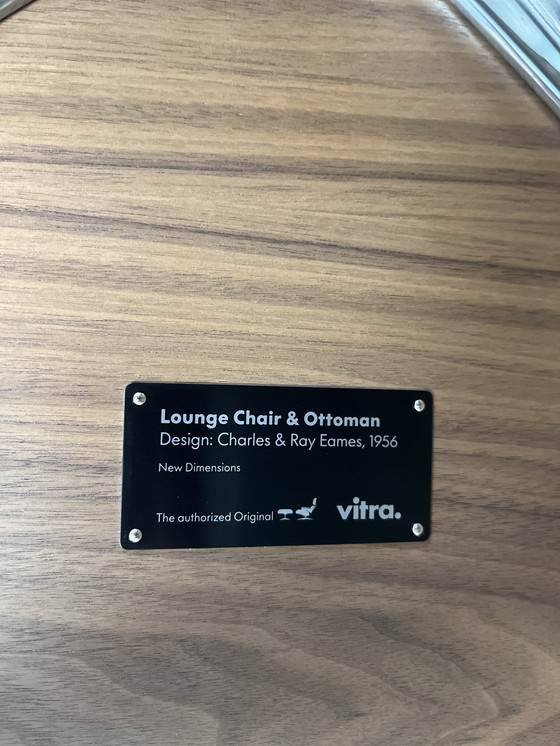 Lounge Chair & Ottoman
Design: Charles & Ray Eames, 1956
New Dimensions
The authorized Original vitra.